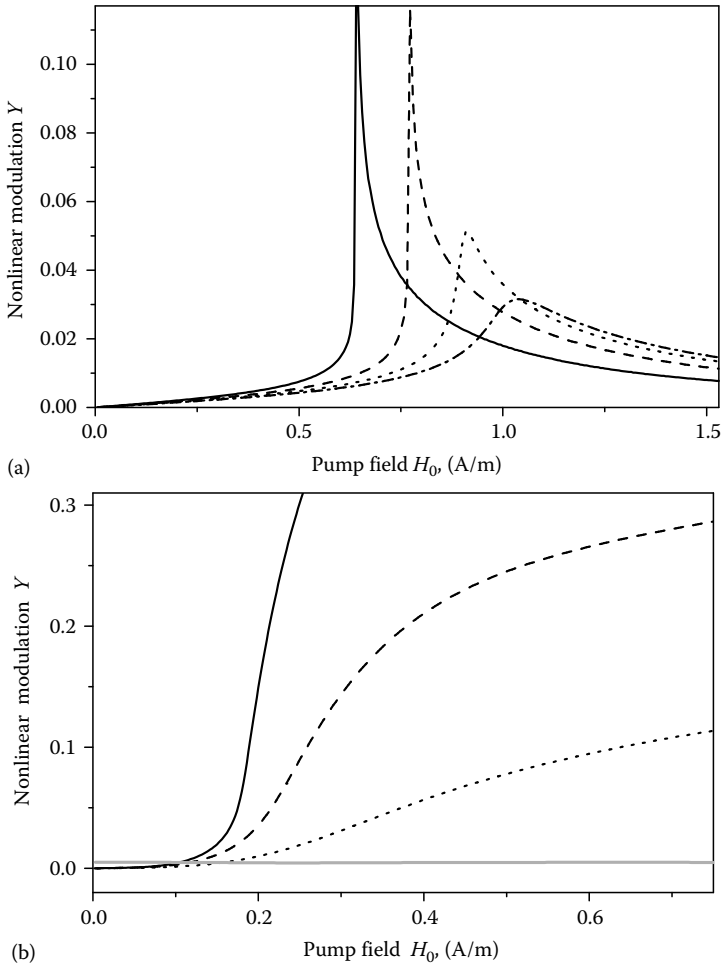 0.10
0.08
0.06
0.04
0.02
0.00
Nonlinear modulation Y
0.0 0.5 1.0 1.5
(a)
Pump field H₀, (A/m)
0.3
0.2
0.1
0.0
Nonlinear modulation Y
0.0 0.2 0.4 0.6
(b)
Pump field H₀, (A/m)